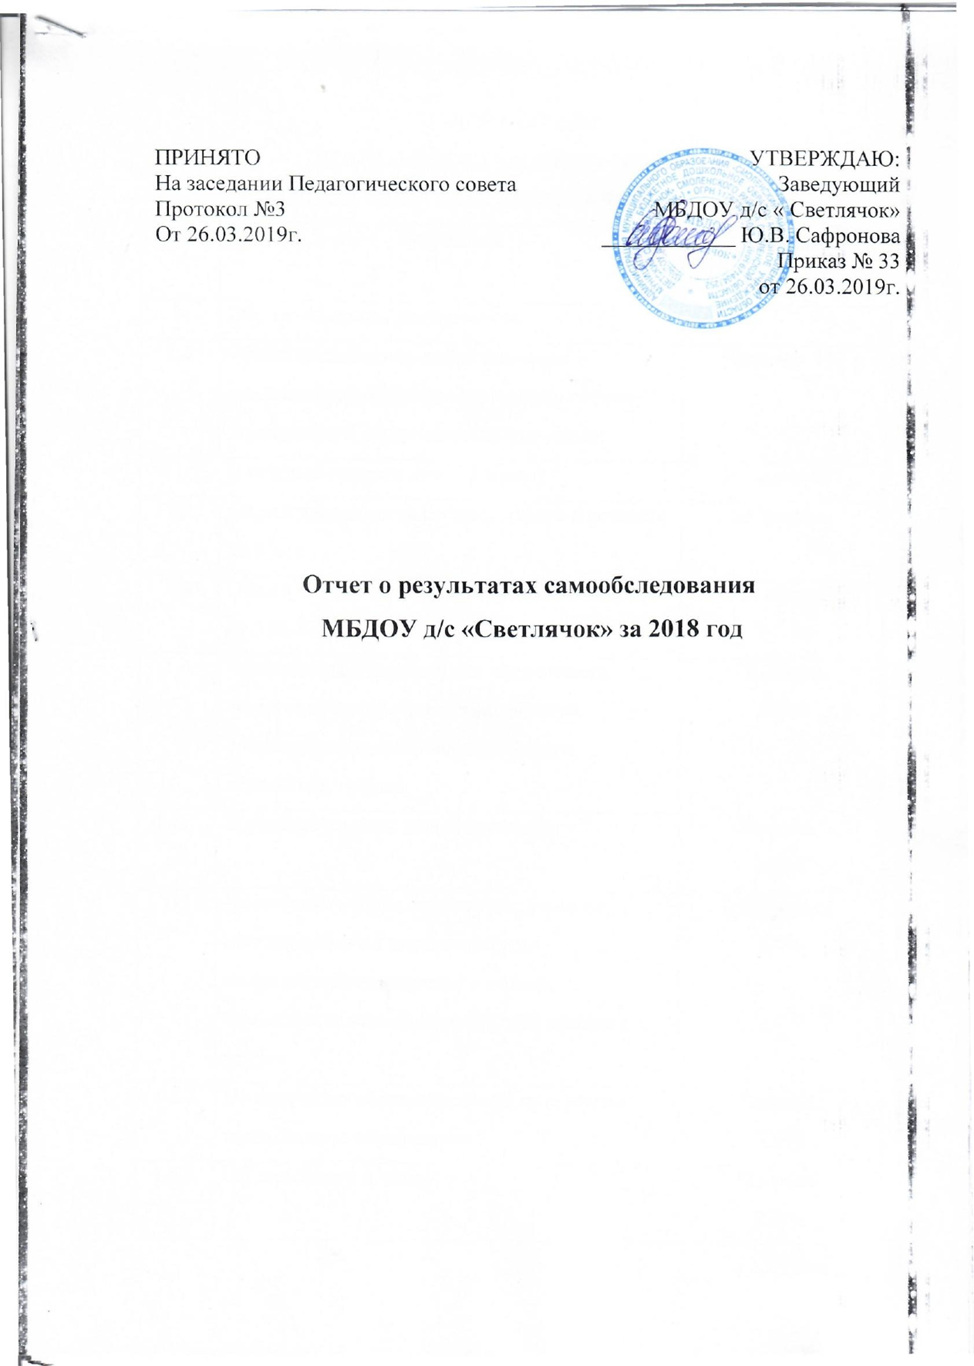 ПРИНЯТО
На заседании Педагогического совета
Протокол №3
От 26.03.2019г.
УТВЕРЖДАЮ:
Заведующий
МБДОУ д/с « Светлячок»
Ю.В. Сафронова
Приказ № 33
от 26.03.2019г.
Отчет о результатах самообследования
МБДОУ д/с «Светлячок» за 2018 год